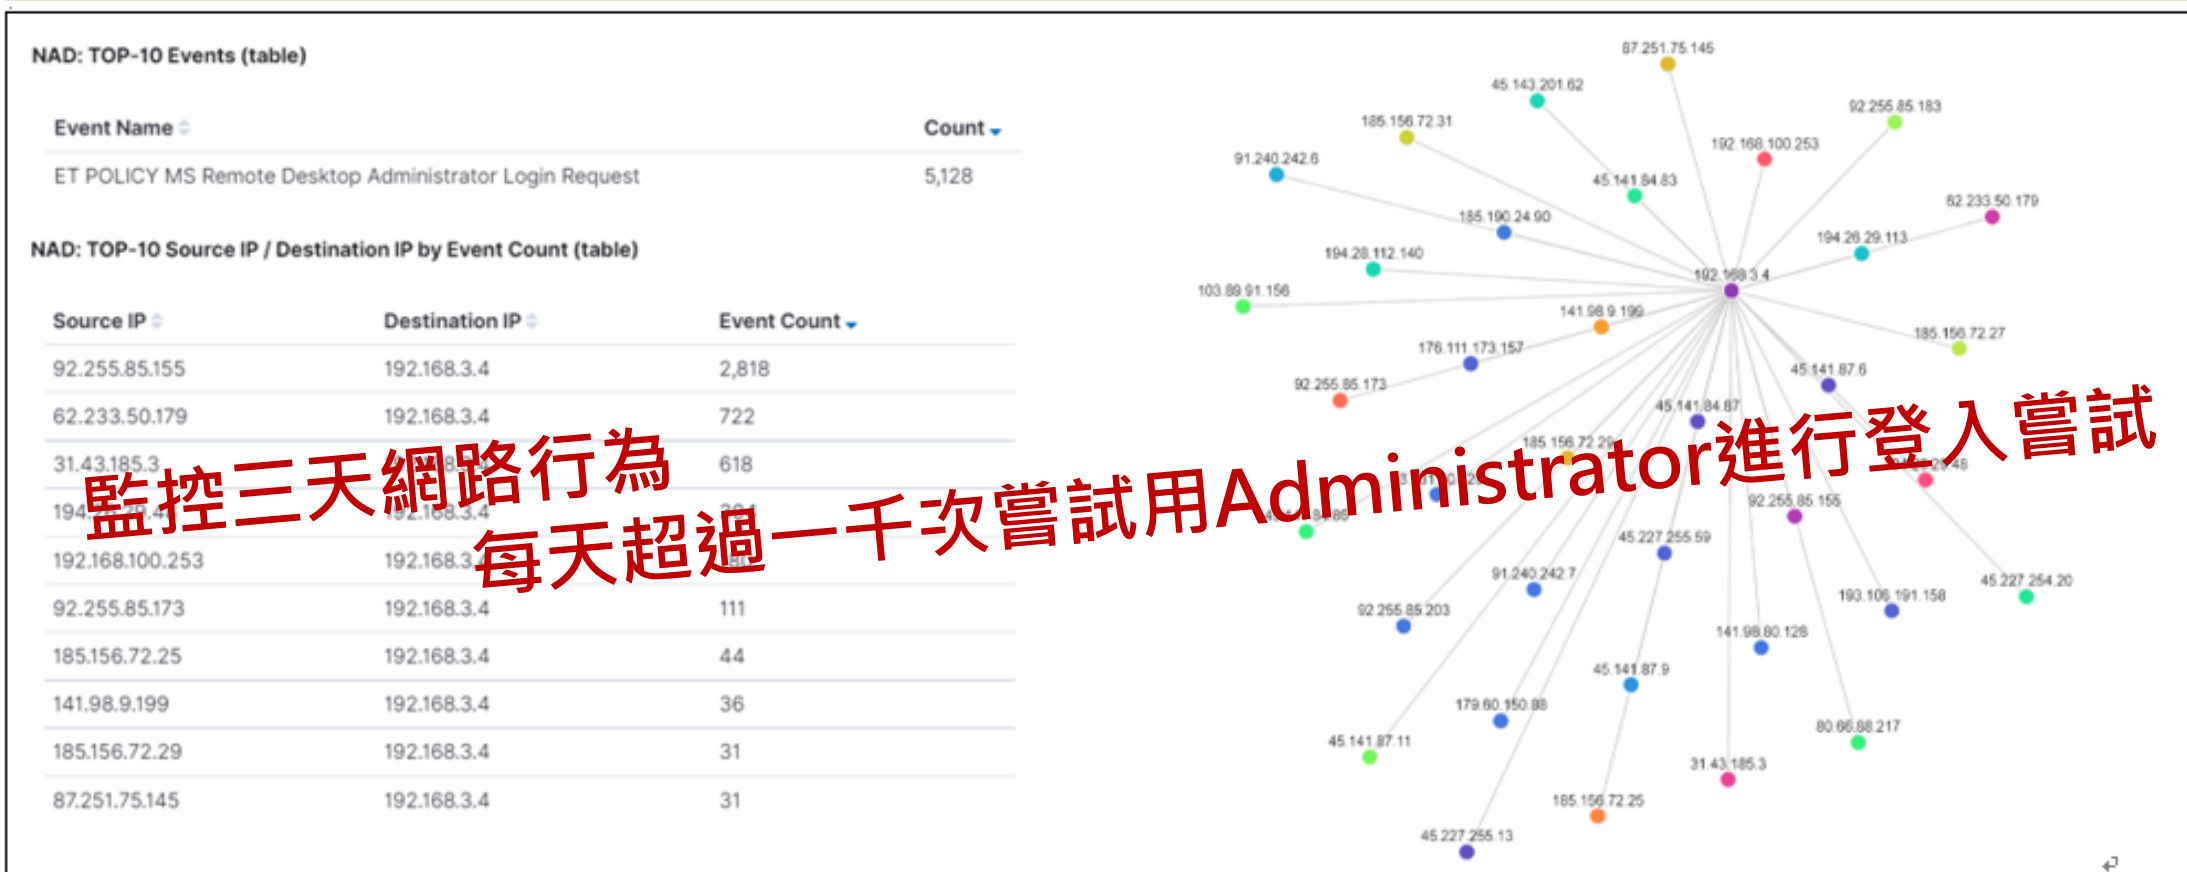 NAD: TOP-10 Events (table)
Event Name Count
ET POLICY MS Remote Desktop Administrator Login Request 5,128
NAD: TOP-10 Source IP / Destination IP by Event Count (table)
Source IP Destination IP Event Count
92.255.85.155 192.168.3.4 2,818
62.233.50.179 192.168.3.4 722
31.43.185.3 618
192.168.3.4
192.168.100.253 192.168.3.4
92.255.85.173 192.168.3.4 111
185.156.72.25 192.168.3.4 44
141.98.9.199 192.168.3.4 36
185.156.72.29 192.168.3.4 31
87.251.75.145 192.168.3.4 31
監控三天網路行為
每天超過一千次嘗試用Administrator進行登入嘗試
87.251.75.145
45.143.201.62
92.255.85.183
185.156.72.31
192.168.100.253
91.240.242.6
45.141.84.83
62.233.50.179
185.190.24.90
194.26.29.113
194.28.112.140
192.168.3.4
103.89.91.156
141.98.9.199
185.156.72.27
176.111.173.157
45.141.87.6
92.255.85.173
45.141.84.87
185.156.72.29
92.255.85.155
45.227.255.59
91.240.242.7
45.227.254.20
193.106.191.158
92.255.85.203
141.98.80.128
45.141.87.9
179.60.150.88
80.66.88.217
45.141.87.11
31.43.185.3
185.156.72.25
45.227.255.13